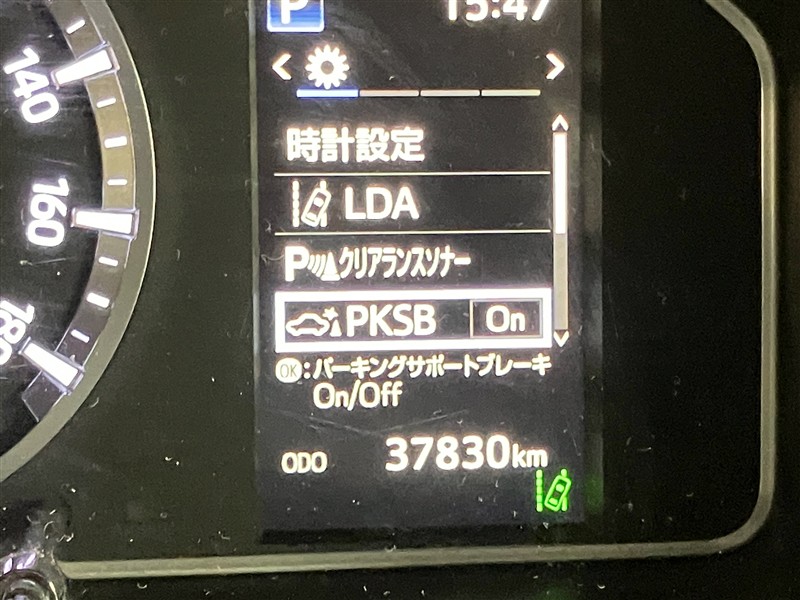 P 15:47
140
時計設定
LDA
160
Pクリアランスソナー
PKSB On
180
OK:パーキングサポートブレーキ
On/Off
ODO 37830km